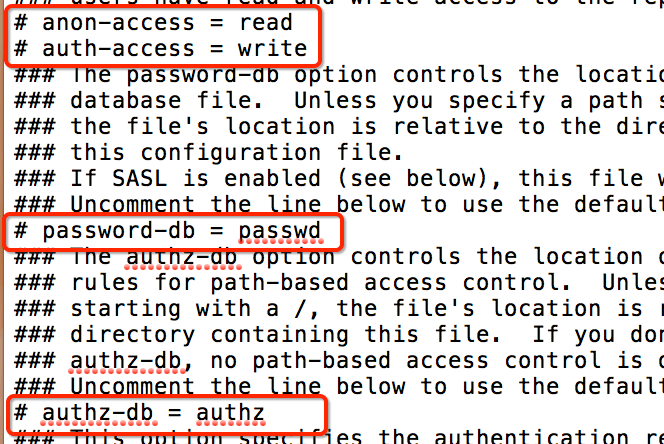 ### users have read and write access to the rep
# anon-access = read
# auth-access = write
### The password-db option controls the locatio
### database file.  Unless you specify a path s
### the file's location is relative to the dire
### this configuration file.
### If SASL is enabled (see below), this file w
### Uncomment the line below to use the default
# password-db = passwd
### The authz-db option controls the location o
### rules for path-based access control.  Unles
### starting with a /, the file's location is r
### directory containing this file.  If you don
### authz-db, no path-based access control is d
### Uncomment the line below to use the default
# authz-db = authz
### This option specifies the authentication re